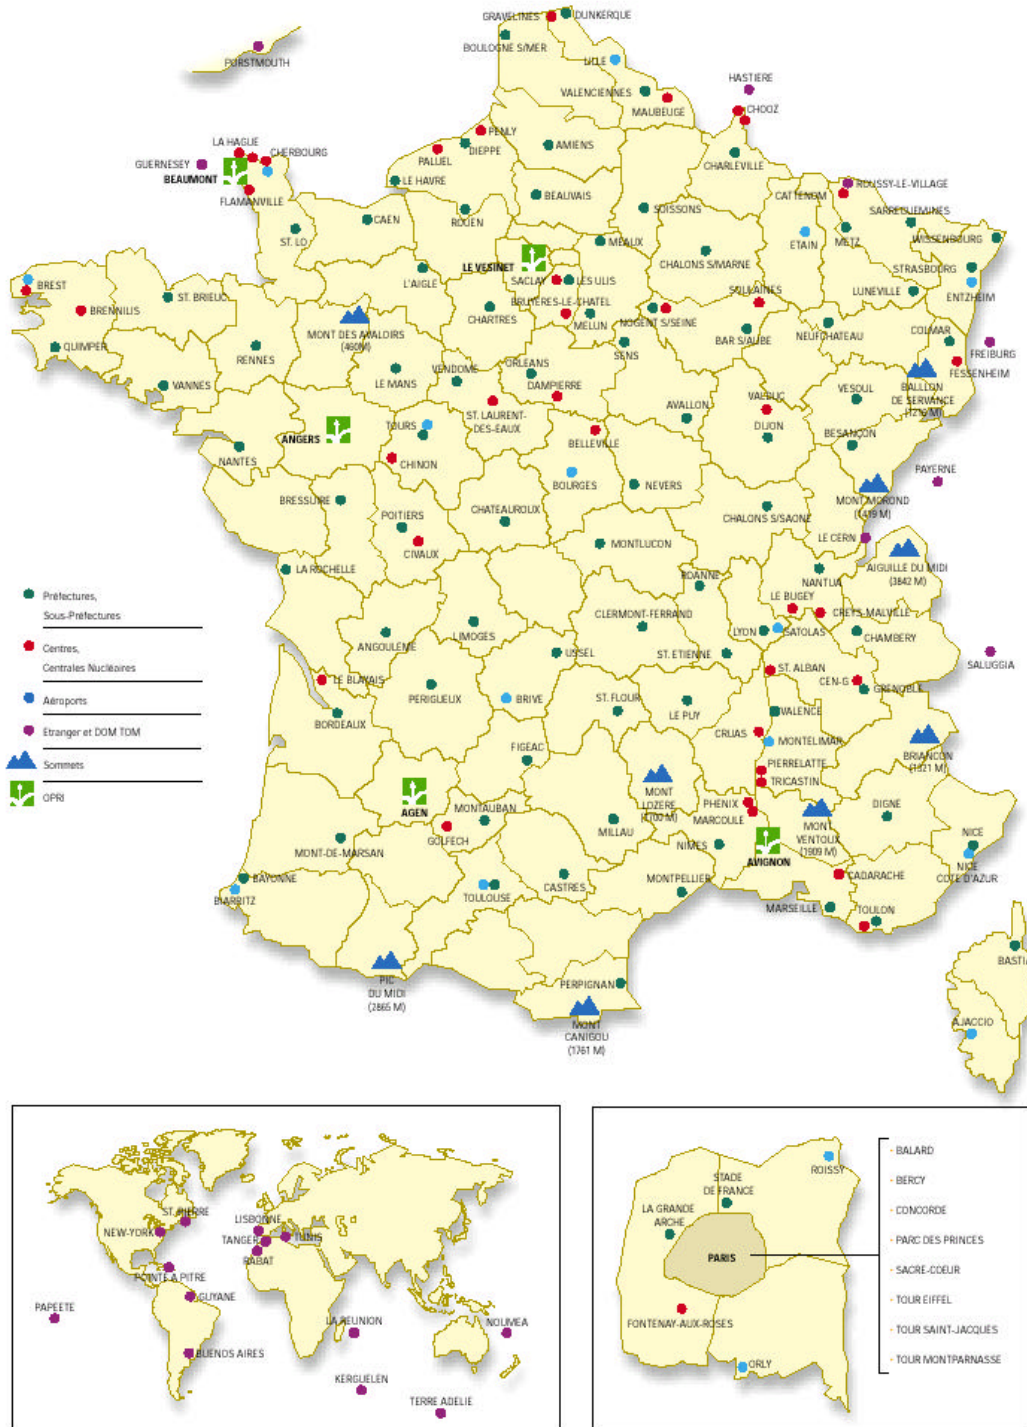 GRAVELINES
DUNKERQUE
BOULOGNE S/MER
PORSTMOUTH
LILLE
HASTIERE
VALENCIENNES
MAUBEUGE
CHOOZ
PENLY
LA HAGUE
CHERBOURG
PALLIEL
DIEPPE
AMIENS
GUERNESEY
BEAUMONT
CHARLEVILLE
LE HAVRE
ROUSSY-LE-VILLAGE
FLAMANVILLE
BEAUVAIS
CATTENOM
SOISSONS
SARREGUEMINES
CAEN
ROUEN
ST. LO
MEAUX
ETAIN
METZ
WISSENBOURG
LE VESINET
CHALONS S/MARNE
STRASBOURG
SACLAY
LES ULIS
L'AIGLE
BREST
ST. BRIEUC
BRUYERES-LE-CHATEL
SOULAINES
LUNEVILLE
ENTZHEIM
BRENNILIS
CHARTRES
MELUN
NOGENT S/SEINE
MONT DES AVALOIRS
(460M)
BAR S/AUBE
NEUFCHATEAU
COLMAR
QUIMPER
RENNES
SENS
FREIBURG
ORLEANS
FESSENHEIM
LE MANS
VENDOME
VANNES
DAMPIERRE
VESOUL
BALLLON
DE SERVANCE
(1216 M)
VALDUC
AVALLON
ST. LAURENT-
DES-EAUX
TOURS
DIJON
ANGERS
BELLEVILLE
BESANÇON
NANTES
CHINON
PAYERNE
BOURGES
NEVERS
BRESSUIRE
MONT MOROND
(1419 M)
CHATEAUROUX
CHALONS S/SAONE
POITIERS
LE CERN
CIVAUX
MONTLUCON
AIGUILLE DU MIDI
(3842 M)
LA ROCHELLE
ROANNE
NANTUA
LE BUGEY
Préfectures,
Sous-Préfectures
CLERMONT-FERRAND
CREYS-MALVILLE
LIMOGES
LYON
SATOLAS
CHAMBERY
ANGOULEME
Centres,
Centrales Nucléaires
USSEL
ST. ETIENNE
SALUGGIA
ST. ALBAN
LE BLAYAIS
CEN-G
GRENOBLE
Aéroports
PERIGUEUX
BRIVE
ST. FLOUR
LE PUY
VALENCE
BORDEAUX
Etranger et DOM TOM
CRUAS
MONTELIMAR
FIGEAC
BRIANCON
(1321 M)
Sommets
PIERRELATTE
TRICASTIN
MONT
LOZERE
OPRI
PHENIX
MARCOULE
DIGNE
AGEN
MONTAUBAN
MILLAU
MONT
VENTOUX
(1909 M)
GOLFECH
NICE
MONT-DE-MARSAN
NIMES
AVIGNON
NICE
COTE D'AZUR
BAYONNE
CASTRES
MONTPELLIER
CADARACHE
BIARRITZ
TOULOUSE
MARSEILLE
TOULON
BASTIA
PIC
DU MIDI
(2865 M)
PERPIGNAN
MONT
CANIGOU
(1761 M)
AJACCIO
ST. PIERRE
LISBONNE
NEW-YORK
TANGER
TUNIS
RABAT
POINTE A PITRE
GUYANE
PAPEETE
LA REUNION
NOUMEA
BUENOS AIRES
KERGUELEN
TERRE ADELIE
ROISSY
STADE
DE FRANCE
LA GRANDE
ARCHE
PARIS
FONTENAY-AUX-ROSES
ORLY
- BALARD
- BERCY
- CONCORDE
- PARC DES PRINCES
- SACRE-COEUR
- TOUR EIFFEL
- TOUR SAINT-JACQUES
- TOUR MONTPARNASSE